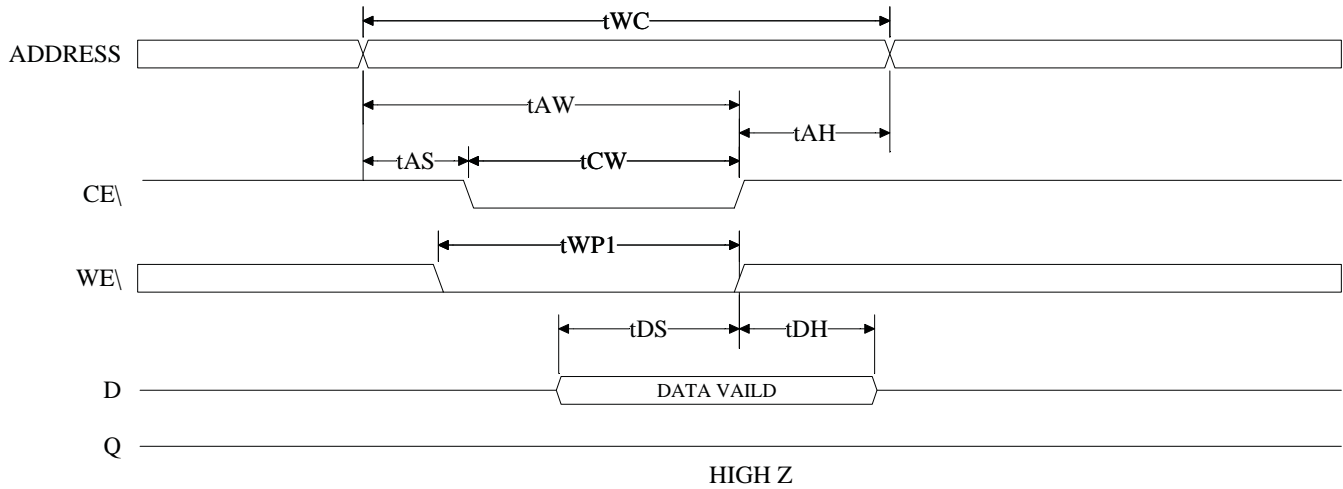 tWC
ADDRESS
tAW
tAH
tAS
tCW
CE\
tWP1
WE\
tDS
tDH
D
DATA VAILD
Q
HIGH Z